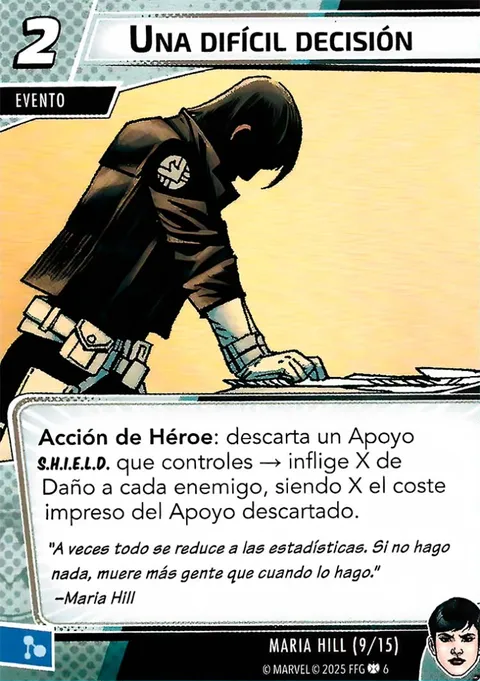 2
UNA DIFÍCIL DECISIÓN
EVENTO
Acción de Héroe: descarta un Apoyo
S.H.I.E.L.D. que controles → inflige X de
Daño a cada enemigo, siendo X el coste
impreso del Apoyo descartado.
"A veces todo se reduce a las estadísticas. Si no hago
nada, muere más gente que cuando lo hago."
–Maria Hill
MARIA HILL (9/15)
© MARVEL © 2025 FFG 6